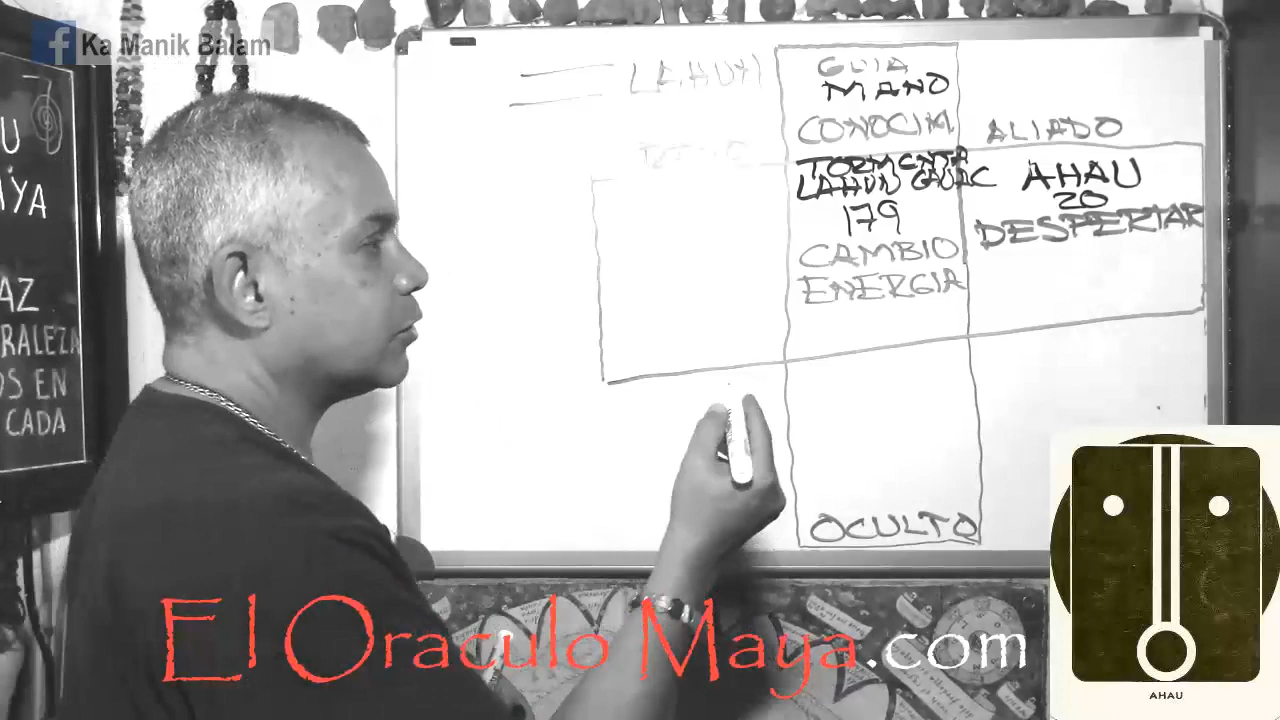 Ka Manik Balam
U
YA
AZ
RALEZA
OS EN
CADA
LAHUN
GUIA
MANO
CONOCIM.
ALIADO
TORMENTA
LAHUN CAUAC
179
CAMBIO
ENERGIA
AHAU
20
DESPERTAR
OCULTO
El Oraculo Maya.com
AHAU